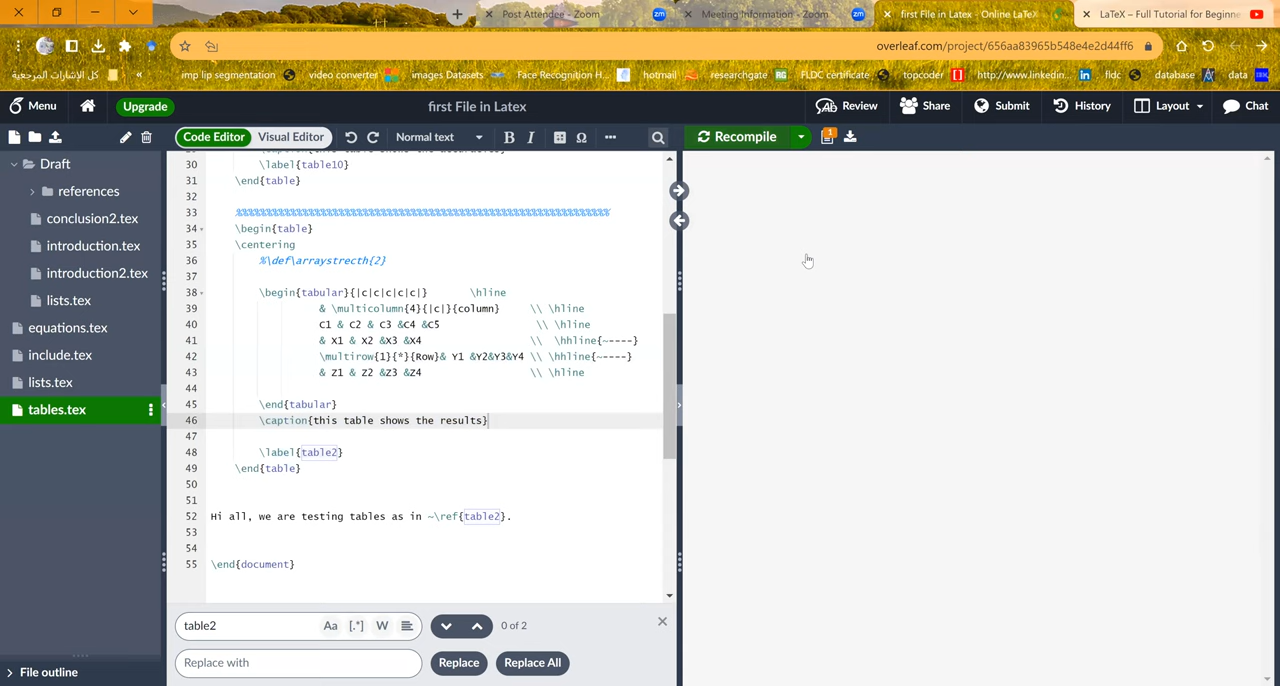 Post Attendee – Zoom
Meeting Information - Zoom
first File in Latex - Online LaTeX
LaTeX – Full Tutorial for Beginne
overleaf.com/project/656aa83965b548e4e2d44ff6
كل الإشارات المرجعية
»
imp lip segmentation
video converter
images Datasets
Face Recognition H...
hotmail
researchgate
FLDC certificate
topcoder
http://www.linkedin...
fldc
database
data
Menu
Upgrade
first File in Latex
Review
Share
Submit
History
Layout
Chat
Code Editor
Visual Editor
Normal text
B
I
Ω
Recompile
1
Draft
references
conclusion2.tex
introduction.tex
introduction2.tex
lists.tex
equations.tex
include.tex
lists.tex
tables.tex
File outline
30 \label{table10}
31 \end{table}
32
33 %%%%%%%%%%%%%%%%%%%%%%%%%%%%%%%%%%%%%%%%%%%%%%%%%%%%%%%%%%%%%%
34 \begin{table}
35 \centering
36 %\def\arraystrecth{2}
37
38 \begin{tabular}{|c|c|c|c|c|} \hline
39 & \multicolumn{4}{|c|}{column} \\ \hline
40 C1 & C2 & C3 &C4 &C5 \\ \hline
41 & X1 & X2 &X3 &X4 \\ \hhline{~----}
42 \multirow{1}{*}{Row}& Y1 &Y2&Y3&Y4 \\ \hhline{~----}
43 & Z1 & Z2 &Z3 &Z4 \\ \hline
44
45 \end{tabular}
46 \caption{this table shows the results}
47
48 \label{table2}
49 \end{table}
50
51
52 Hi all, we are testing tables as in ~\ref{table2}.
53
54
55 \end{document}
table2
Aa
[.*]
W
0 of 2
Replace with
Replace
Replace All